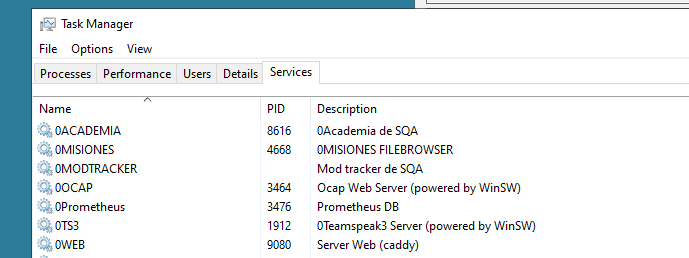 Task Manager
File Options View
Processes Performance Users Details Services
Name PID Description
0ACADEMIA 8616 0Academia de SQA
0MISIONES 4668 0MISIONES FILEBROWSER
0MODTRACKER Mod tracker de SQA
0OCAP 3464 Ocap Web Server (powered by WinSW)
0Prometheus 3476 Prometheus DB
0TS3 1912 0Teamspeak3 Server (powered by WinSW)
0WEB 9080 Server Web (caddy)